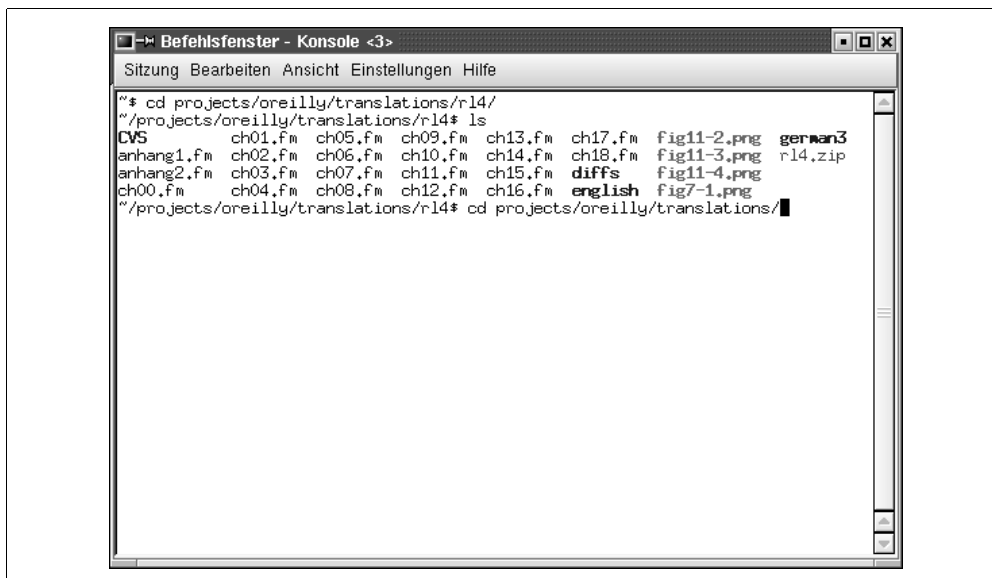 Befehlsfenster - Konsole <3>
Sitzung Bearbeiten Ansicht Einstellungen Hilfe
~$ cd projects/oreilly/translations/rl4/
~/projects/oreilly/translations/rl4$ ls
CVS ch01.fm ch05.fm ch09.fm ch13.fm ch17.fm fig11-2.png german3
anhang1.fm ch02.fm ch06.fm ch10.fm ch14.fm ch18.fm fig11-3.png rl4.zip
anhang2.fm ch03.fm ch07.fm ch11.fm ch15.fm diffs fig11-4.png
ch00.fm ch04.fm ch08.fm ch12.fm ch16.fm english fig7-1.png
~/projects/oreilly/translations/rl4$ cd projects/oreilly/translations/